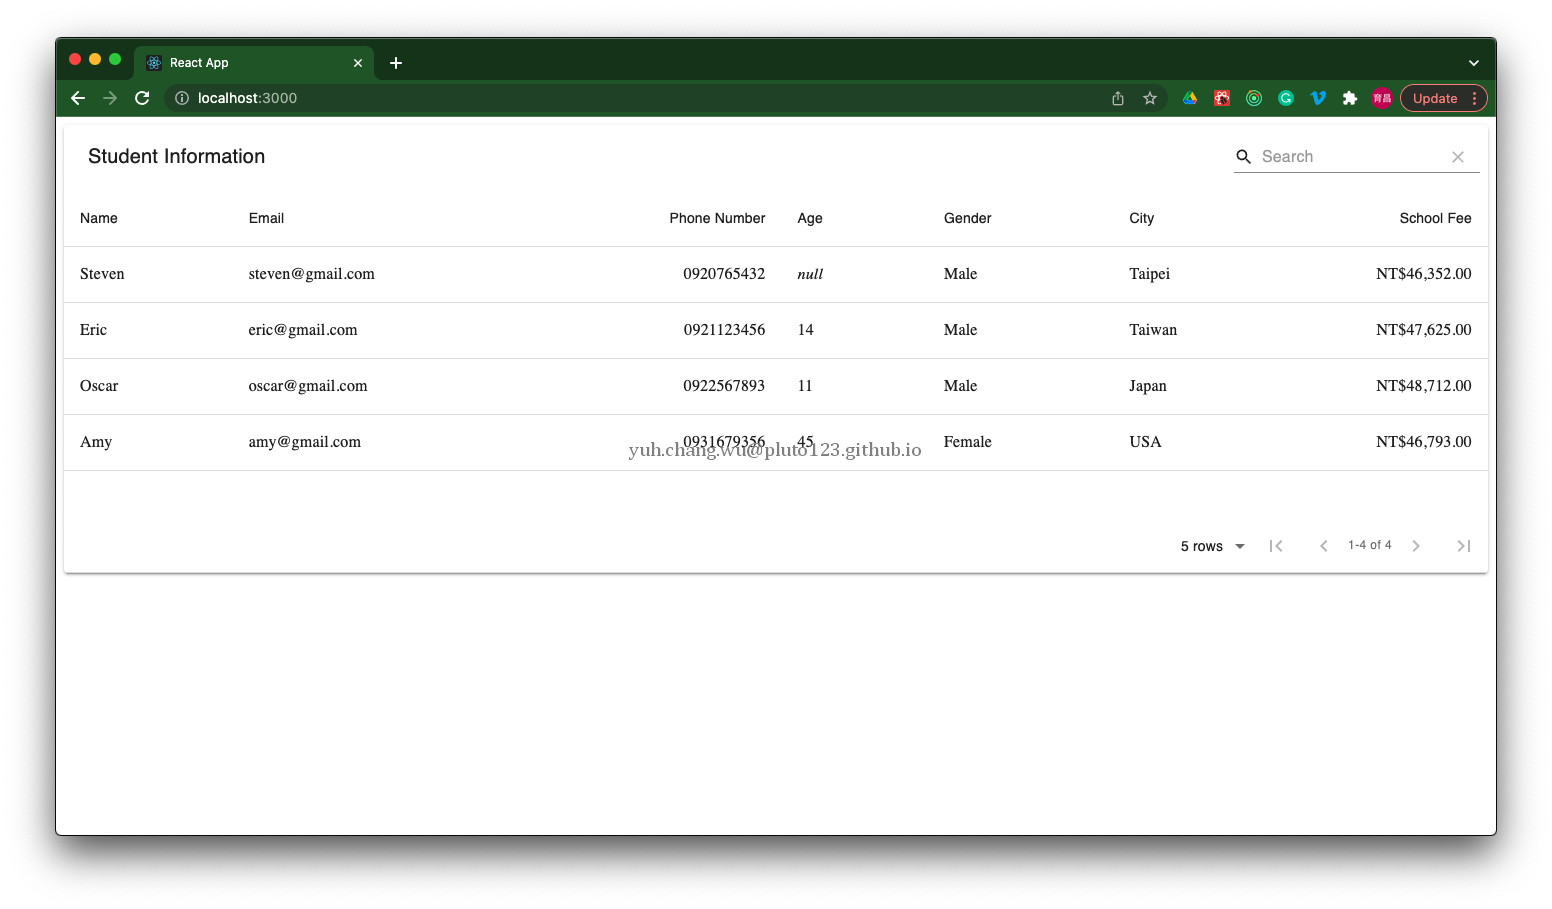 React App
localhost:3000
育昌
Update
Student Information
Search
Name Email Phone Number Age Gender City School Fee
Steven steven@gmail.com 0920765432 null Male Taipei NT$46,352.00
Eric eric@gmail.com 0921123456 14 Male Taiwan NT$47,625.00
Oscar oscar@gmail.com 0922567893 11 Male Japan NT$48,712.00
Amy amy@gmail.com 0931679356 45 Female USA NT$46,793.00
yuh.chang.wu@pluto123.github.io
5 rows 1-4 of 4